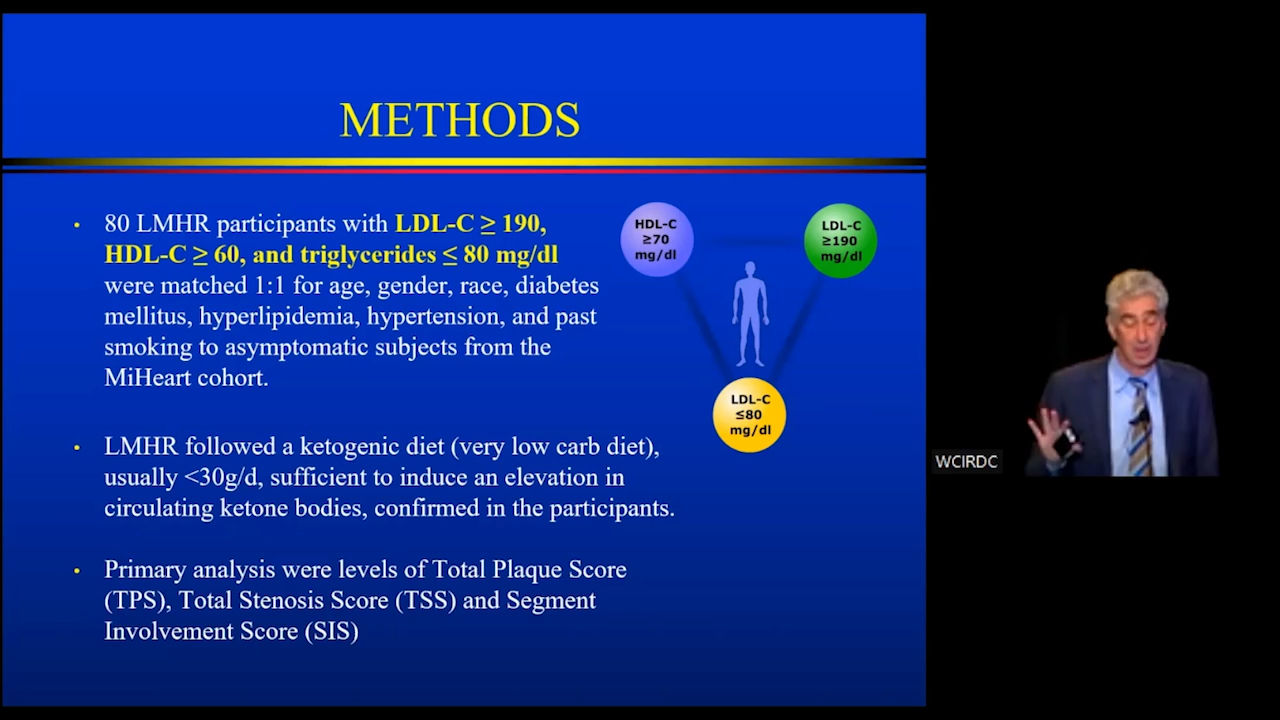 METHODS
• 80 LMHR participants with LDL-C ≥ 190,
HDL-C ≥ 60, and triglycerides ≤ 80 mg/dl
were matched 1:1 for age, gender, race, diabetes
mellitus, hyperlipidemia, hypertension, and past
smoking to asymptomatic subjects from the
MiHeart cohort.
• LMHR followed a ketogenic diet (very low carb diet),
usually <30g/d, sufficient to induce an elevation in
circulating ketone bodies, confirmed in the participants.
• Primary analysis were levels of Total Plaque Score
(TPS), Total Stenosis Score (TSS) and Segment
Involvement Score (SIS)
HDL-C
≥70
mg/dl
LDL-C
≥190
mg/dl
LDL-C
≤80
mg/dl
WCIRDC